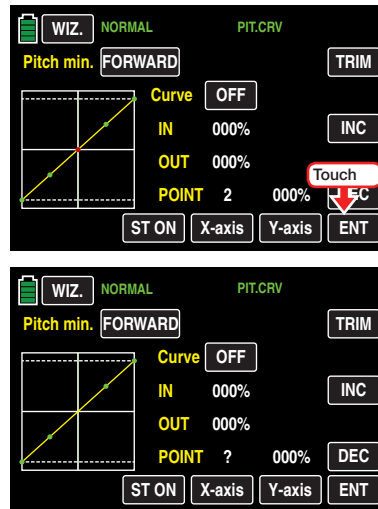 WIZ. NORMAL PIT.CRV
Pitch min. FORWARD TRIM
Curve OFF
IN 000% INC
OUT 000%
Touch
POINT 2 000% DEC
ST ON X-axis Y-axis ENT
WIZ. NORMAL PIT.CRV
Pitch min. FORWARD TRIM
Curve OFF
IN 000% INC
OUT 000%
POINT ? 000% DEC
ST ON X-axis Y-axis ENT